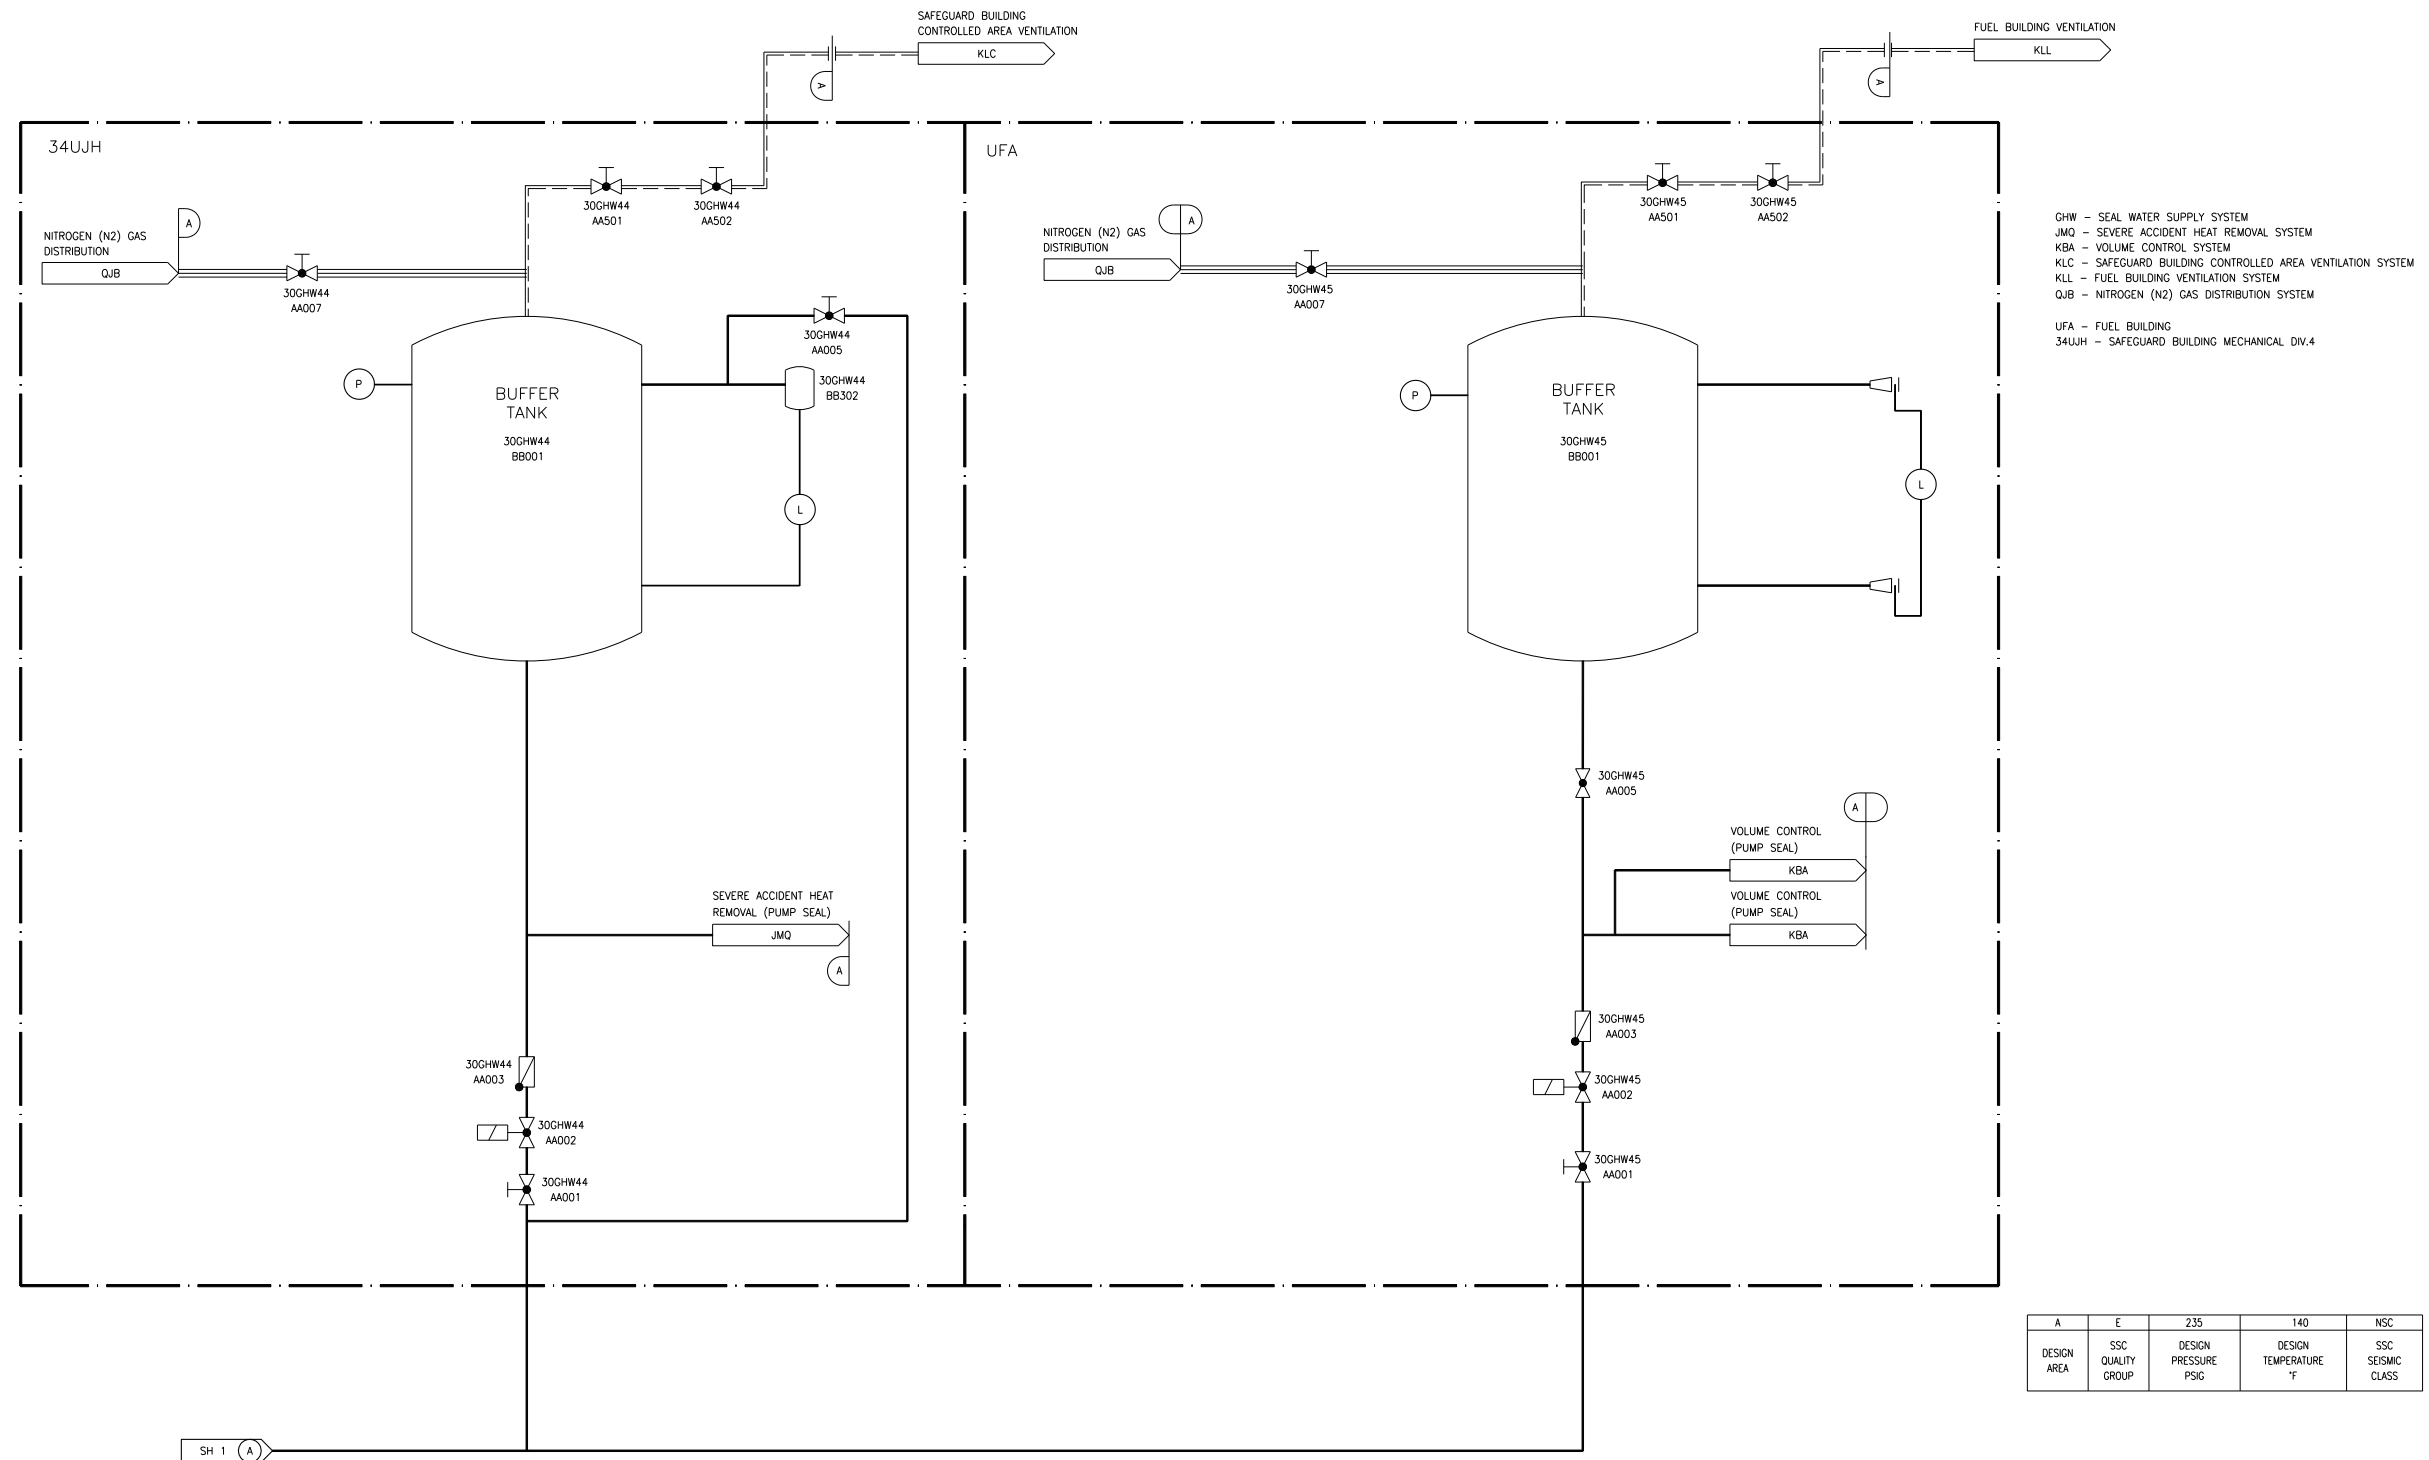 SAFEGUARD BUILDING
CONTROLLED AREA VENTILATION
KLC
A
FUEL BUILDING VENTILATION
KLL
A
34UJH
30GHW44
AA501
30GHW44
AA502
A
NITROGEN (N2) GAS
DISTRIBUTION
QJB
30GHW44
AA007
30GHW44
AA005
30GHW44
BB302
P
BUFFER
TANK
30GHW44
BB001
L
SEVERE ACCIDENT HEAT
REMOVAL (PUMP SEAL)
JMQ
A
30GHW44
AA003
30GHW44
AA002
30GHW44
AA001
UFA
30GHW45
AA501
30GHW45
AA502
A
NITROGEN (N2) GAS
DISTRIBUTION
QJB
30GHW45
AA007
P
BUFFER
TANK
30GHW45
BB001
L
30GHW45
AA005
A
VOLUME CONTROL
(PUMP SEAL)
KBA
VOLUME CONTROL
(PUMP SEAL)
KBA
30GHW45
AA003
30GHW45
AA002
30GHW45
AA001
GHW – SEAL WATER SUPPLY SYSTEM
JMQ – SEVERE ACCIDENT HEAT REMOVAL SYSTEM
KBA – VOLUME CONTROL SYSTEM
KLC – SAFEGUARD BUILDING CONTROLLED AREA VENTILATION SYSTEM
KLL – FUEL BUILDING VENTILATION SYSTEM
QJB – NITROGEN (N2) GAS DISTRIBUTION SYSTEM
UFA – FUEL BUILDING
34UJH – SAFEGUARD BUILDING MECHANICAL DIV.4
A E 235 140 NSC
DESIGN
AREA
SSC
QUALITY
GROUP
DESIGN
PRESSURE
PSIG
DESIGN
TEMPERATURE
°F
SSC
SEISMIC
CLASS
SH 1 A